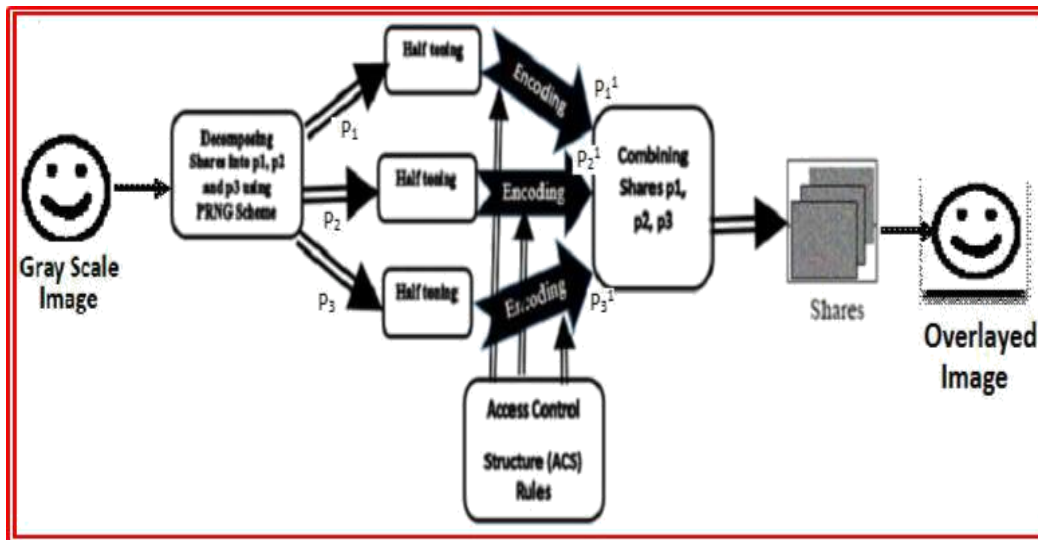 Gray Scale
Image
Decomposing
Shares into p1, p2
and p3 using
PRNG Scheme
P₁
P₂
P₃
Half toning
Half toning
Half toning
Encoding
Encoding
Encoding
P₁¹
P₂¹
P₃¹
Access Control
Structure (ACS)
Rules
Combining
Shares p1,
p2, p3
Shares
Overlayed
Image